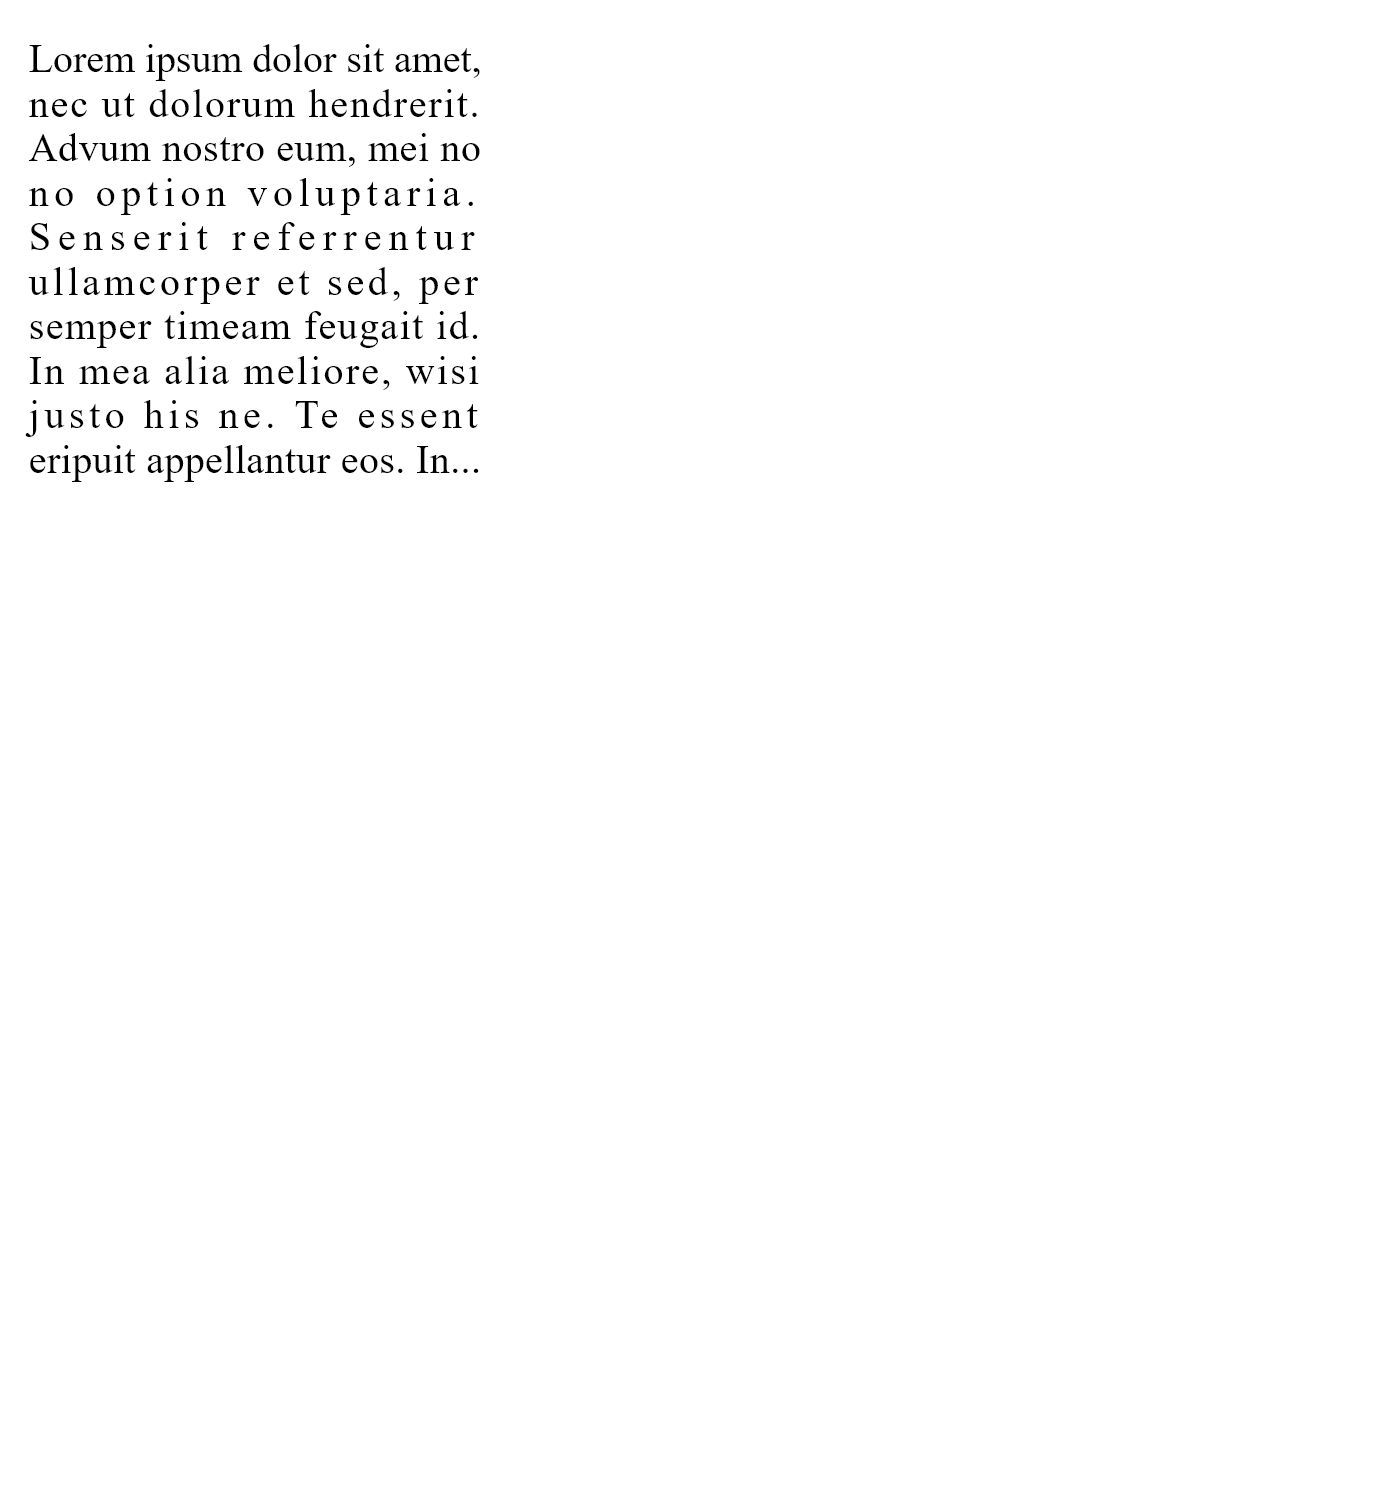 Lorem ipsum dolor sit amet,
nec ut dolorum hendrerit.
Advum nostro eum, mei no
no option voluptaria.
Senserit referrentur
ullamcorper et sed, per
semper timeam feugait id.
In mea alia meliore, wisi
justo his ne. Te essent
eripuit appellantur eos. In...